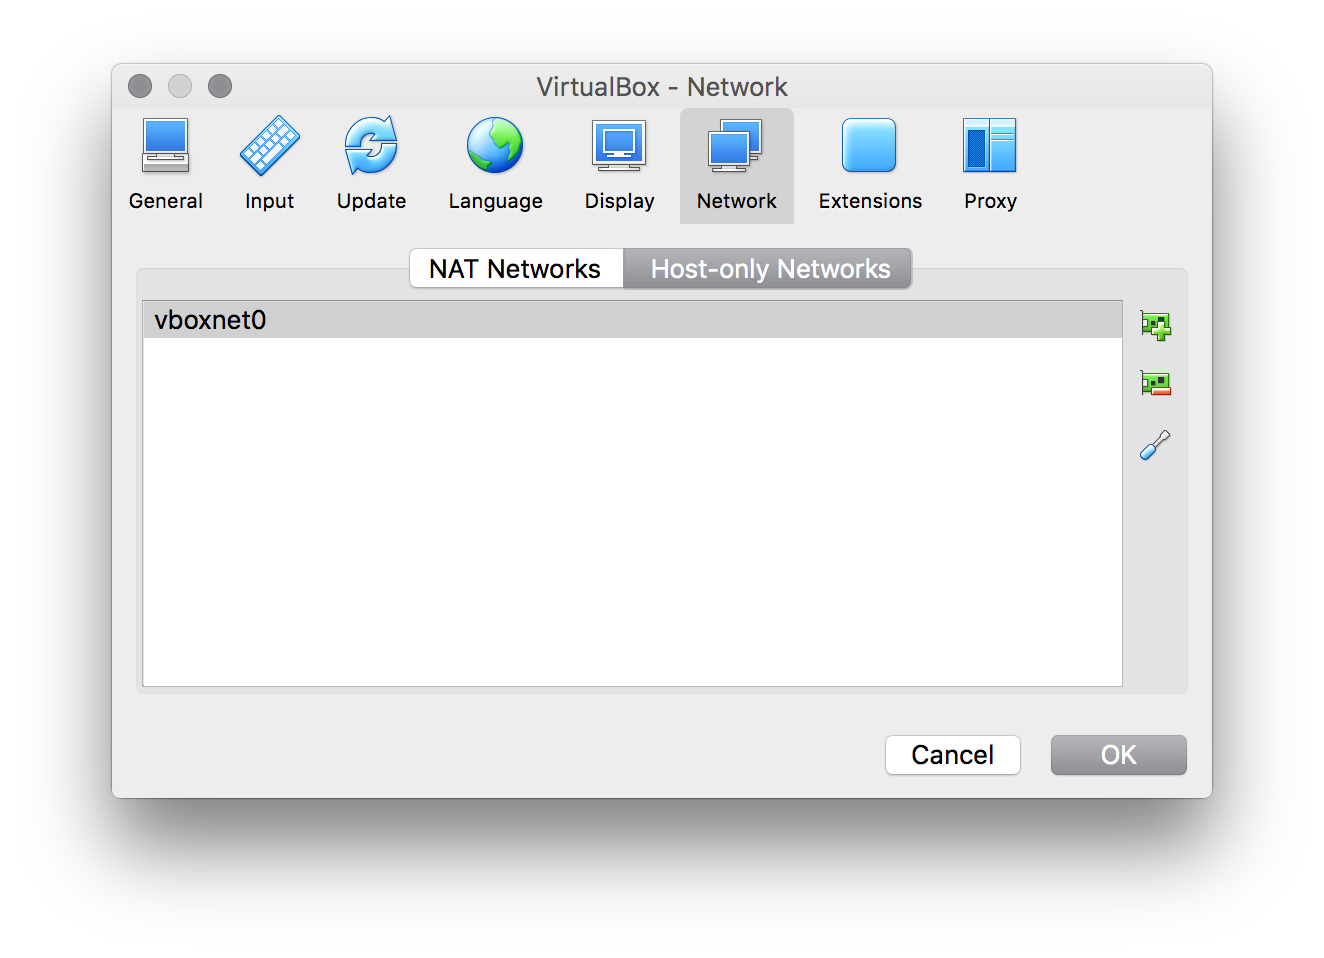 VirtualBox - Network
General Input Update Language Display Network Extensions Proxy
NAT Networks Host-only Networks
vboxnet0
Cancel OK